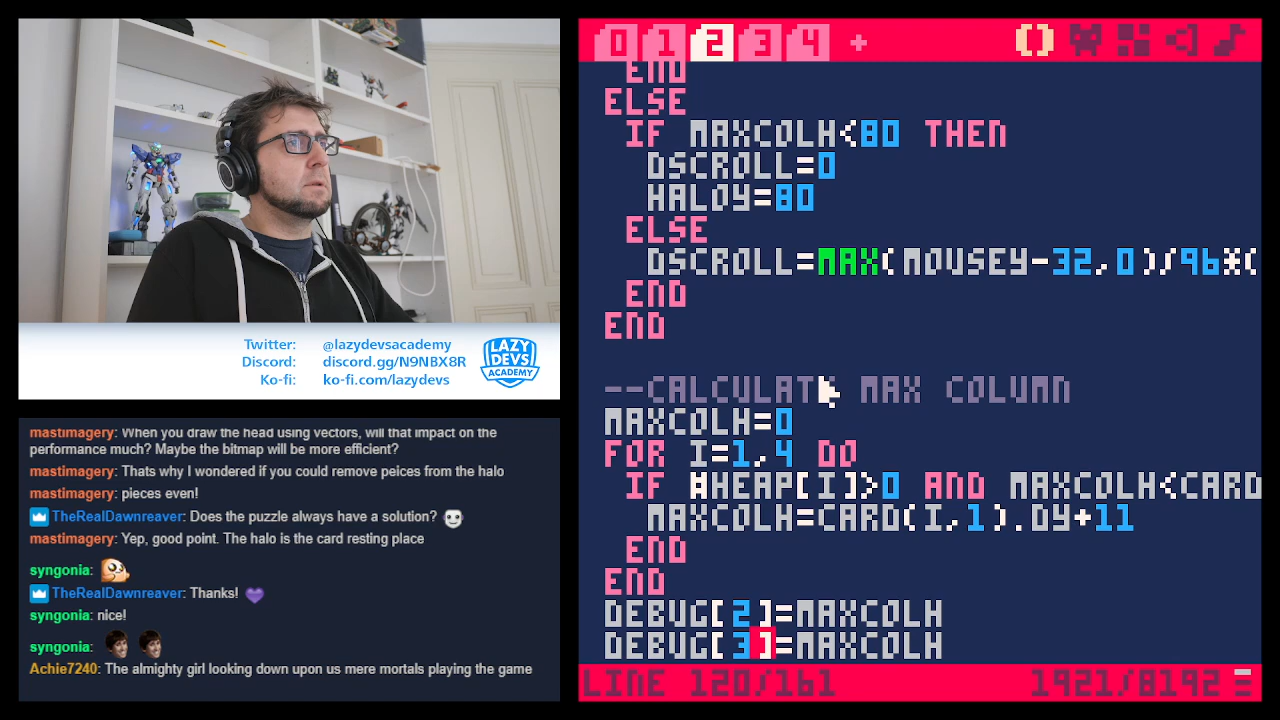 Twitter: @lazydevsacademy
Discord: discord.gg/N9NBX8R
Ko-fi: ko-fi.com/lazydevs
LAZY
DEVS
ACADEMY
mastimagery: When you draw the head using vectors, will that impact on the
performance much? Maybe the bitmap will be more efficient?
mastimagery: Thats why I wondered if you could remove peices from the halo
mastimagery: pieces even!
TheRealDawnreaver: Does the puzzle always have a solution?
mastimagery: Yep, good point. The halo is the card resting place
syngonia:
TheRealDawnreaver: Thanks!
syngonia: nice!
syngonia:
Achie7240: The almighty girl looking down upon us mere mortals playing the game
0 1 2 3 4 +
END
ELSE
IF MAXCOLH<80 THEN
DSCROLL=0
HALOY=80
ELSE
DSCROLL=MAX(MOUSEY-32,0)/96*(
END
END
--CALCULATE MAX COLUMN
MAXCOLH=0
FOR I=1,4 DO
IF #HEAP[I]>0 AND MAXCOLH<CARD
MAXCOLH=CARD(I,1).DY+11
END
END
DEBUG[2]=MAXCOLH
DEBUG[3]=MAXCOLH
LINE 120/161 1921/8192